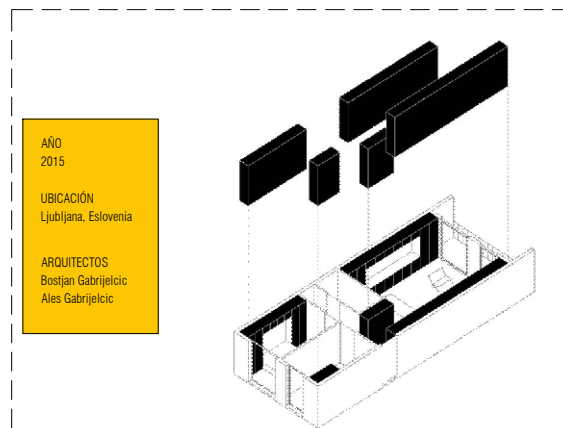 AÑO
2015
UBICACIÓN
Ljubljana, Eslovenia
ARQUITECTOS
Bostjan Gabrijelcic
Ales Gabrijelcic